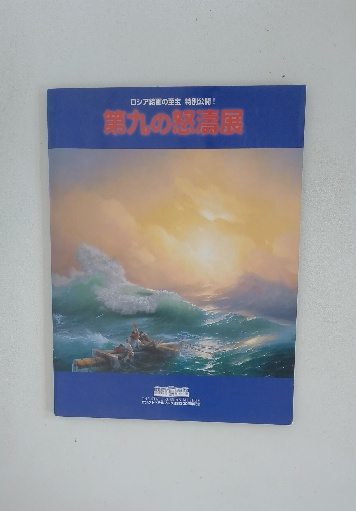 ロシア絵画の至宝 特別公開!
第九の怒濤展